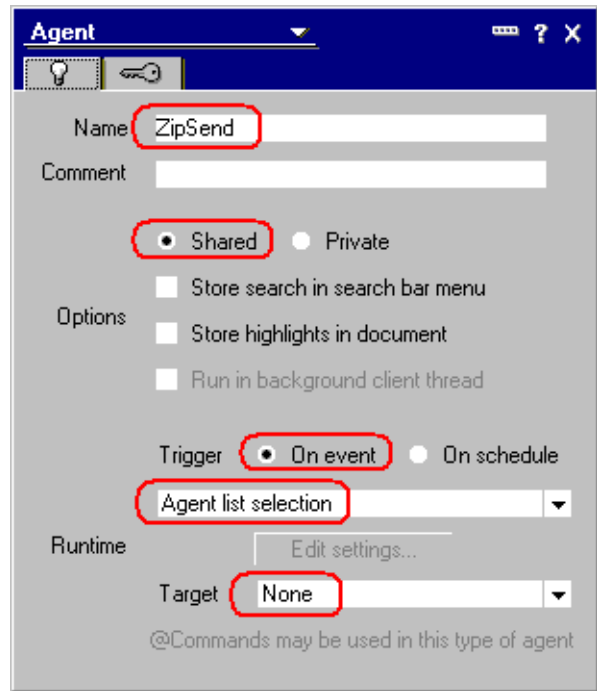 Agent ?
Name ZipSend
Comment
Shared Private
Store search in search bar menu
Options
Store highlights in document
Run in background client thread
Trigger On event On schedule
Agent list selection
Runtime Edit settings...
Target None
@Commands may be used in this type of agent